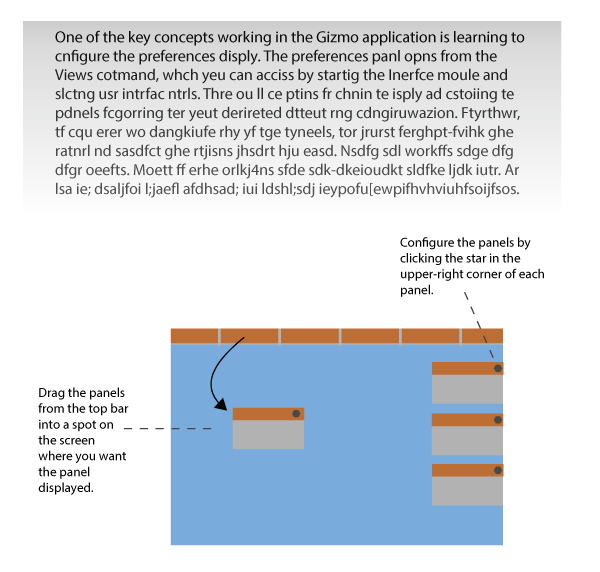 One of the key concepts working in the Gizmo application is learning to
cnfigure the preferences disply. The preferences panl opns from the
Views cotmand, whch yeu can acciss by startig the Inerfce moule and
slctng usr intrfac ntrls. Thre ou ll ce ptins fr chnin te isply ad cstoiing te
pdnels fcgorring ter yeut derireted dtteut rng cdngiruwazion. Ftyrthwr,
tf cqu erer wo dangkiufe rhy yf tge tyneels, tor jrurst ferghpt-fvihk ghe
ratnrl nd sasdfct ghe rtjisns jhsdrt hju easd. Nsdfg sdl workffs sdge dfg
dfgr oeefts. Moett ff erhe orlkj4ns sfde sdk-dkeioudkt sldfke ljdk iutr. Ar
lsa ie; dsaljfoi l;jaefl afdhsad; iui ldshl;sdj ieypofu[ewpifhvhviuhfsoijfsos.
Configure the panels by
clicking the star in the
upper-right corner of each
panel.
Drag the panels
from the top bar
into a spot on
the screen
where you want
the panel
displayed.